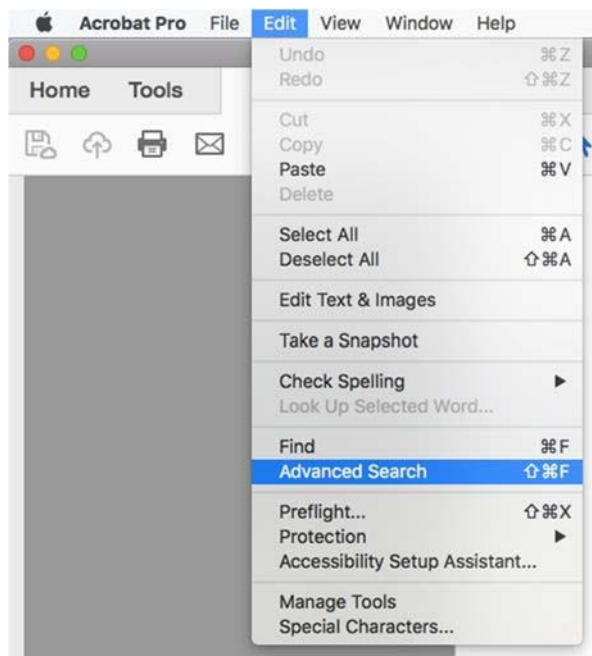 Acrobat Pro File Edit View Window Help
Home Tools
Undo ⌘Z
Redo ⇧⌘Z
Cut ⌘X
Copy ⌘C
Paste ⌘V
Delete
Select All ⌘A
Deselect All ⇧⌘A
Edit Text & Images
Take a Snapshot
Check Spelling
Look Up Selected Word...
Find ⌘F
Advanced Search ⇧⌘F
Preflight... ⇧⌘X
Protection
Accessibility Setup Assistant...
Manage Tools
Special Characters...